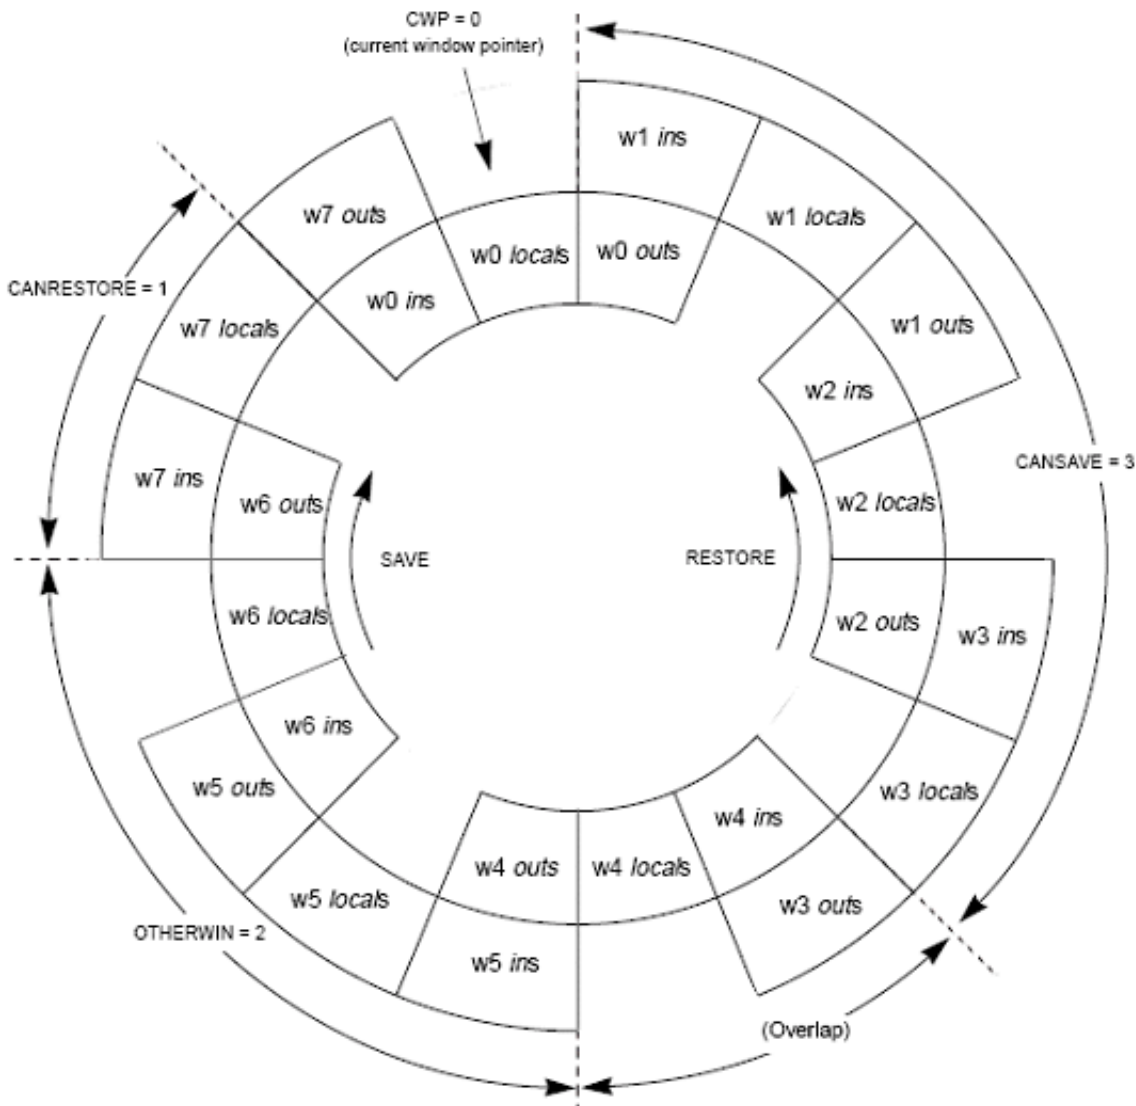 CWP = 0
(current window pointer)
w1 ins
w7 outs
w1 locals
w0 locals
w0 outs
CANRESTORE = 1
w0 ins
w7 locals
w1 outs
w2 ins
CANSAVE = 3
w7 ins
w6 outs
w2 locals
SAVE
RESTORE
w6 locals
w2 outs
w3 ins
w6 ins
w5 outs
w3 locals
w4 ins
w4 outs
w4 locals
w5 locals
w3 outs
OTHERWIN = 2
w5 ins
(Overlap)